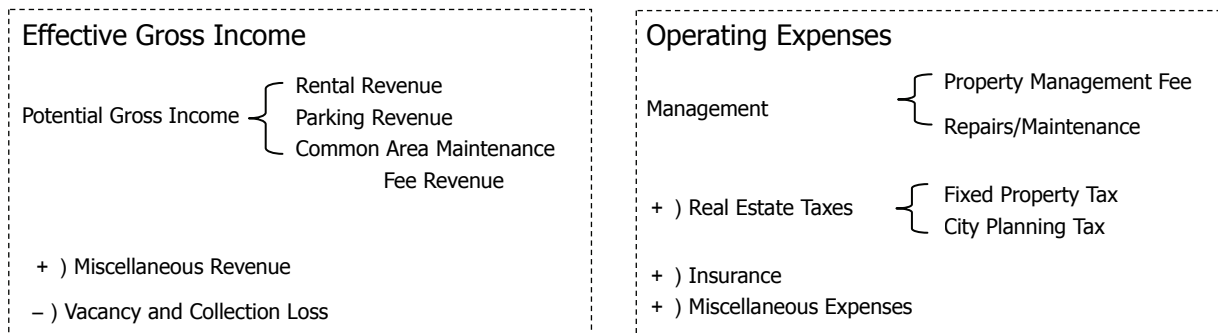 Effective Gross Income
Potential Gross Income
Rental Revenue
Parking Revenue
Common Area Maintenance
Fee Revenue
+ ) Miscellaneous Revenue
– ) Vacancy and Collection Loss
Operating Expenses
Management
Property Management Fee
Repairs/Maintenance
+ ) Real Estate Taxes
Fixed Property Tax
City Planning Tax
+ ) Insurance
+ ) Miscellaneous Expenses